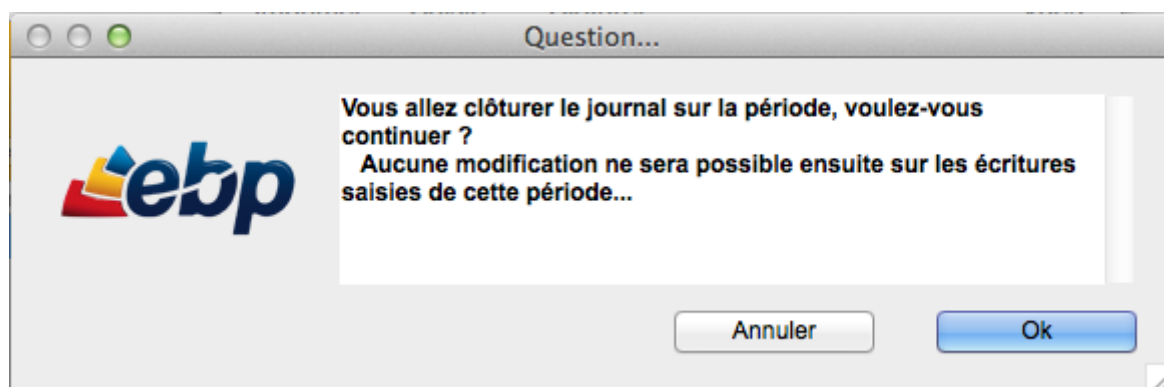 Question...
Vous allez clôturer le journal sur la période, voulez-vous
continuer ?
Aucune modification ne sera possible ensuite sur les écritures
saisies de cette période...
ebp
Annuler
Ok